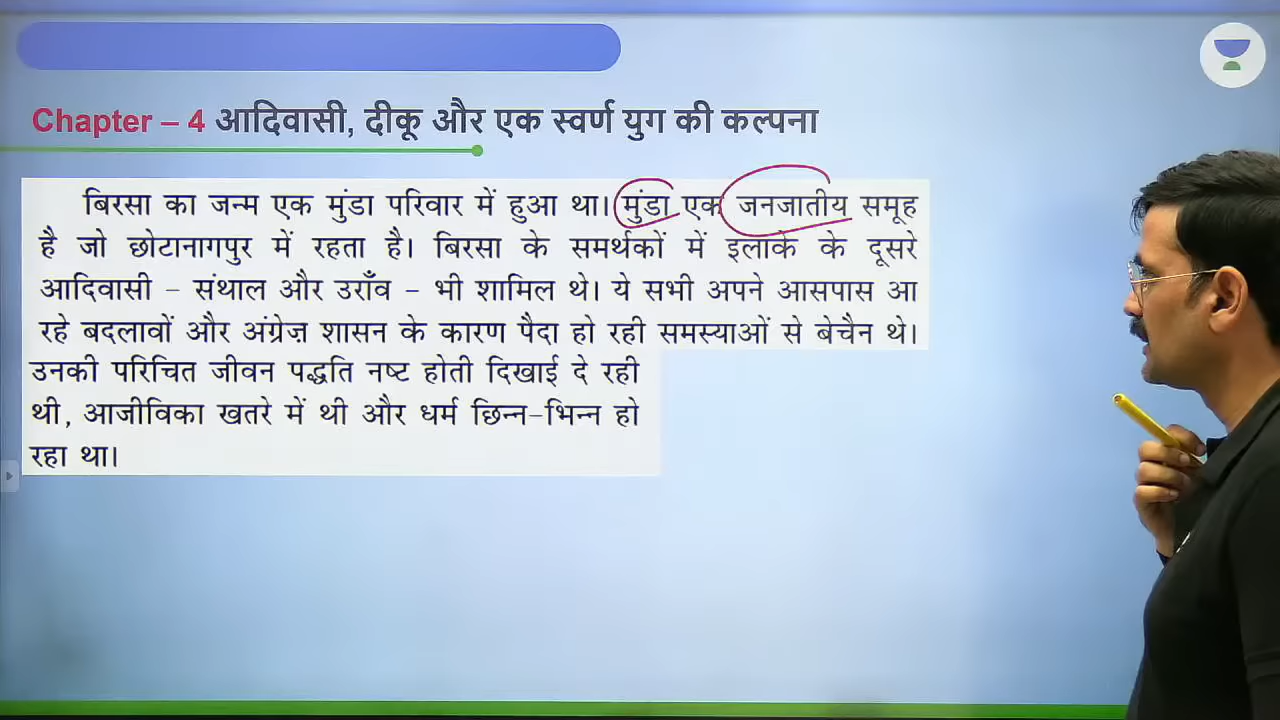 Chapter – 4 आदिवासी, दीकू और एक स्वर्ण युग की कल्पना
बिरसा का जन्म एक मुंडा परिवार में हुआ था। मुंडा एक जनजातीय समूह
है जो छोटानागपुर में रहता है। बिरसा के समर्थकों में इलाके के दूसरे
आदिवासी – संथाल और उराँव – भी शामिल थे। ये सभी अपने आसपास आ
रहे बदलावों और अंग्रेज़ शासन के कारण पैदा हो रही समस्याओं से बेचैन थे।
उनकी परिचित जीवन पद्धति नष्ट होती दिखाई दे रही
थी, आजीविका खतरे में थी और धर्म छिन्न-भिन्न हो
रहा था।